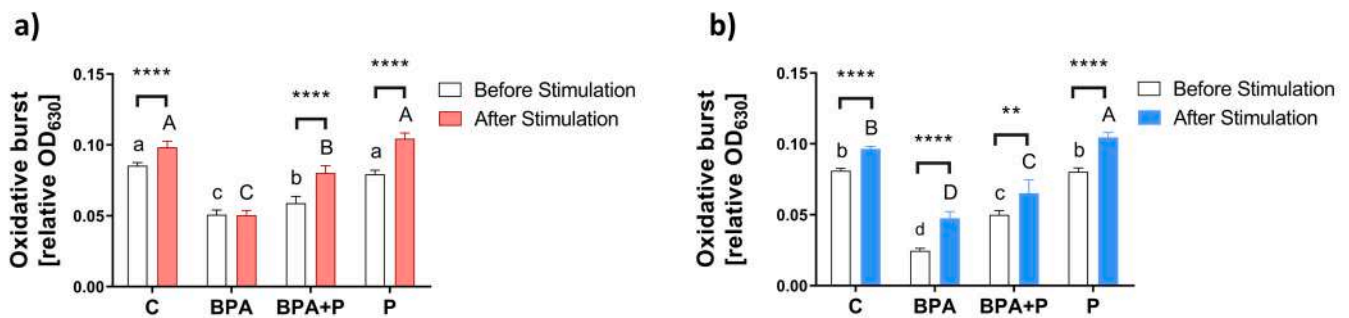 a)
Oxidative burst
[relative OD630]
0.15
0.10
0.05
0.00
****
****
****
a
A
c
C
b
B
a
A
C
BPA
BPA+P
P
Before Stimulation
After Stimulation
b)
Oxidative burst
[relative OD630]
0.15
0.10
0.05
0.00
****
****
**
****
b
B
d
D
c
C
b
A
C
BPA
BPA+P
P
Before Stimulation
After Stimulation